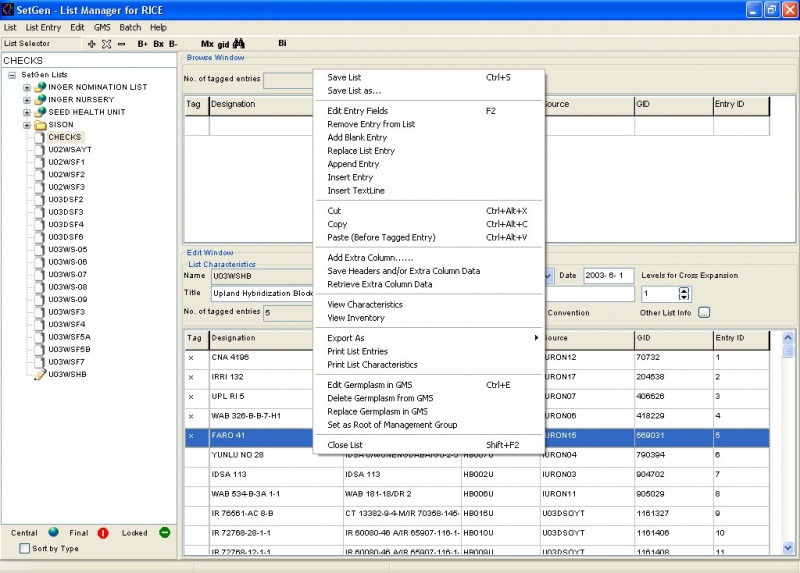 SetGen - List Manager for RICE
List List Entry Edit GMS Batch Help
List Selector B+ Bx B- Mx gid Bi
CHECKS
SetGen Lists
INGER NOMINATION LIST
INGER NURSERY
SEED HEALTH UNIT
SISON
CHECKS
U02WSAYT
U02WSF1
U02WSF2
U02WSF3
U03DSF2
U03DSF3
U03DSF4
U03DSF6
U03WS-05
U03WS-06
U03WS-07
U03WS-08
U03WS-09
U03WSF3
U03WSF4
U03WSF5A
U03WSF5B
U03WSF7
U03WSHB
Central Final Locked
Sort by Type
Browse Window
No. of tagged entries
Tag Designation Source GID Entry ID
Save List Ctrl+S
Save List as...
Edit Entry Fields F2
Remove Entry from List
Add Blank Entry
Replace List Entry
Append Entry
Insert Entry
Insert TextLine
Cut Ctrl+Alt+X
Copy Ctrl+Alt+C
Paste (Before Tagged Entry) Ctrl+Alt+V
Add Extra Column......
Save Headers and/or Extra Column Data
Retrieve Extra Column Data
View Characteristics
View Inventory
Export As
Print List Entries
Print List Characteristics
Edit Germplasm in GMS Ctrl+E
Delete Germplasm from GMS
Replace Germplasm in GMS
Set as Root of Management Group
Close List Shift+F2
Edit Window
List Characteristics
Name U03WSHB Date 2003- 6- 1 Levels for Cross Expansion
Title Upland Hybridization Block 1
No. of tagged entries 5 Convention Other List Info ...
Tag Designation Source GID Entry ID
x CNA 4196 IURON12 70732 1
x IRRI 132 IURON17 204538 2
x UPL RI 5 IURON07 406626 3
x WAB 326-B-B-7-H1 IURON06 418229 4
x FARO 41 IURON15 569031 5
YUNLU NO 28 HB007U IURON04 790394 6
IDSA 113 IDSA 113 HB002U IURON03 904702 7
WAB 534-B-3A 1-1 WAB 181-18/DR 2 HB006U IURON11 905029 8
IR 76561-AC 8-B CT 13382-9-4-M/IR 70358-145- HB016U U03DSOYT 1161327 9
IR 72768-28-1-1 IR 60080-46 A/IR 65907-116-1- HB010U U03DSOYT 1161406 10
IR 72768-12-1-1 IR 60080-46 A/IR 65907-116-1- HB009U U03DSOYT 1161408 11